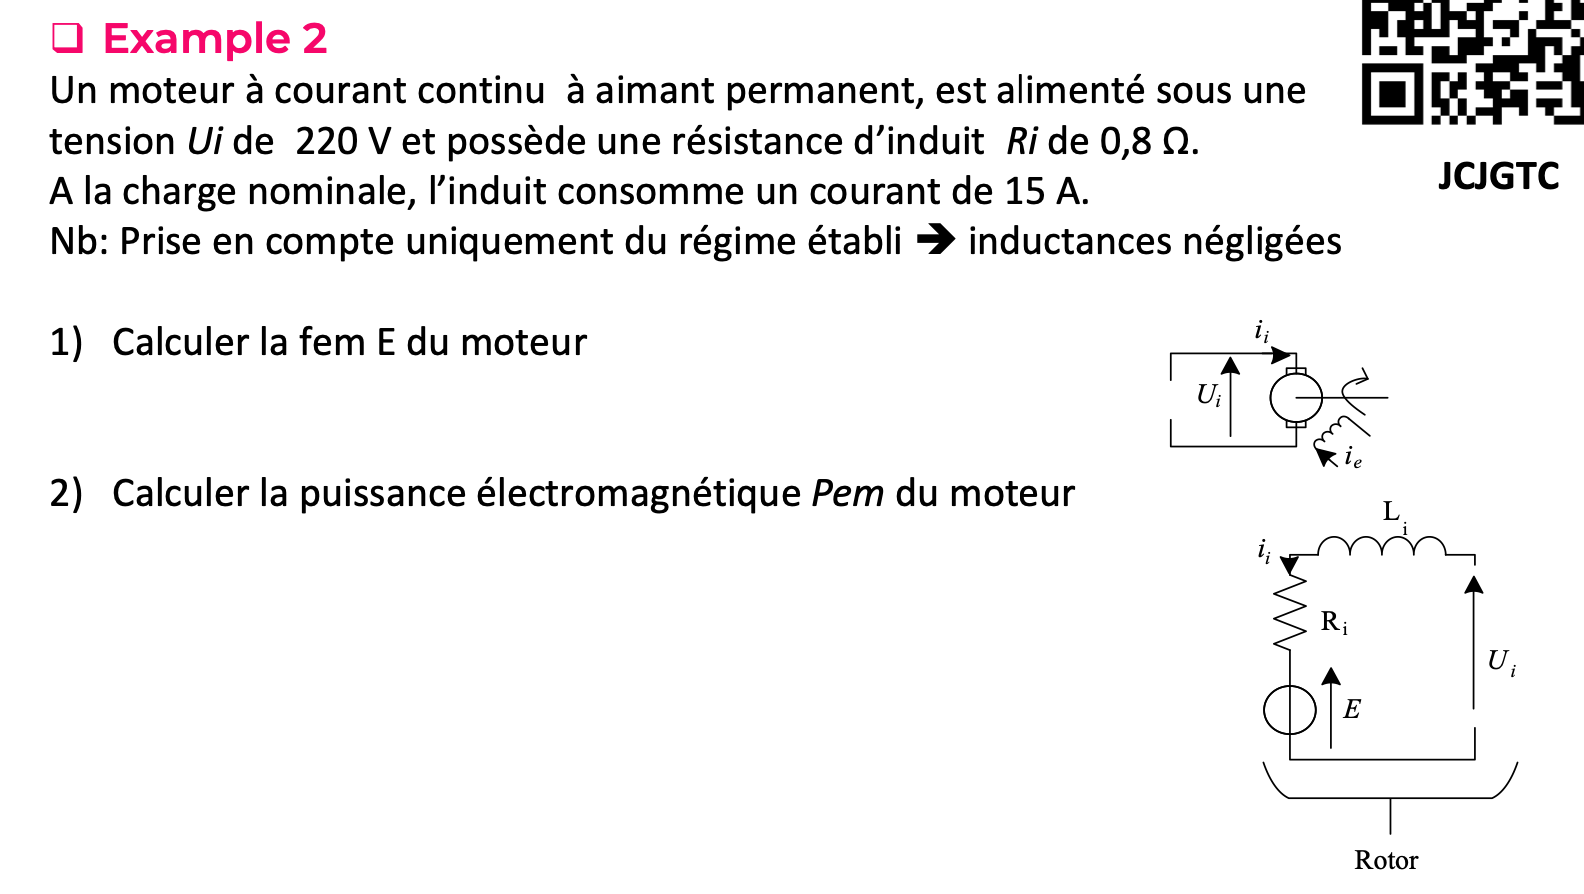 ❑ Example 2
Un moteur à courant continu à aimant permanent, est alimenté sous une
tension Ui de 220 V et possède une résistance d’induit Ri de 0,8 Ω.
A la charge nominale, l’induit consomme un courant de 15 A.
Nb: Prise en compte uniquement du régime établi ➔ inductances négligées
JCJGTC
1) Calculer la fem E du moteur
2) Calculer la puissance électromagnétique Pem du moteur
i_i
U_i
i_e
L_i
i_i
R_i
U_i
E
Rotor